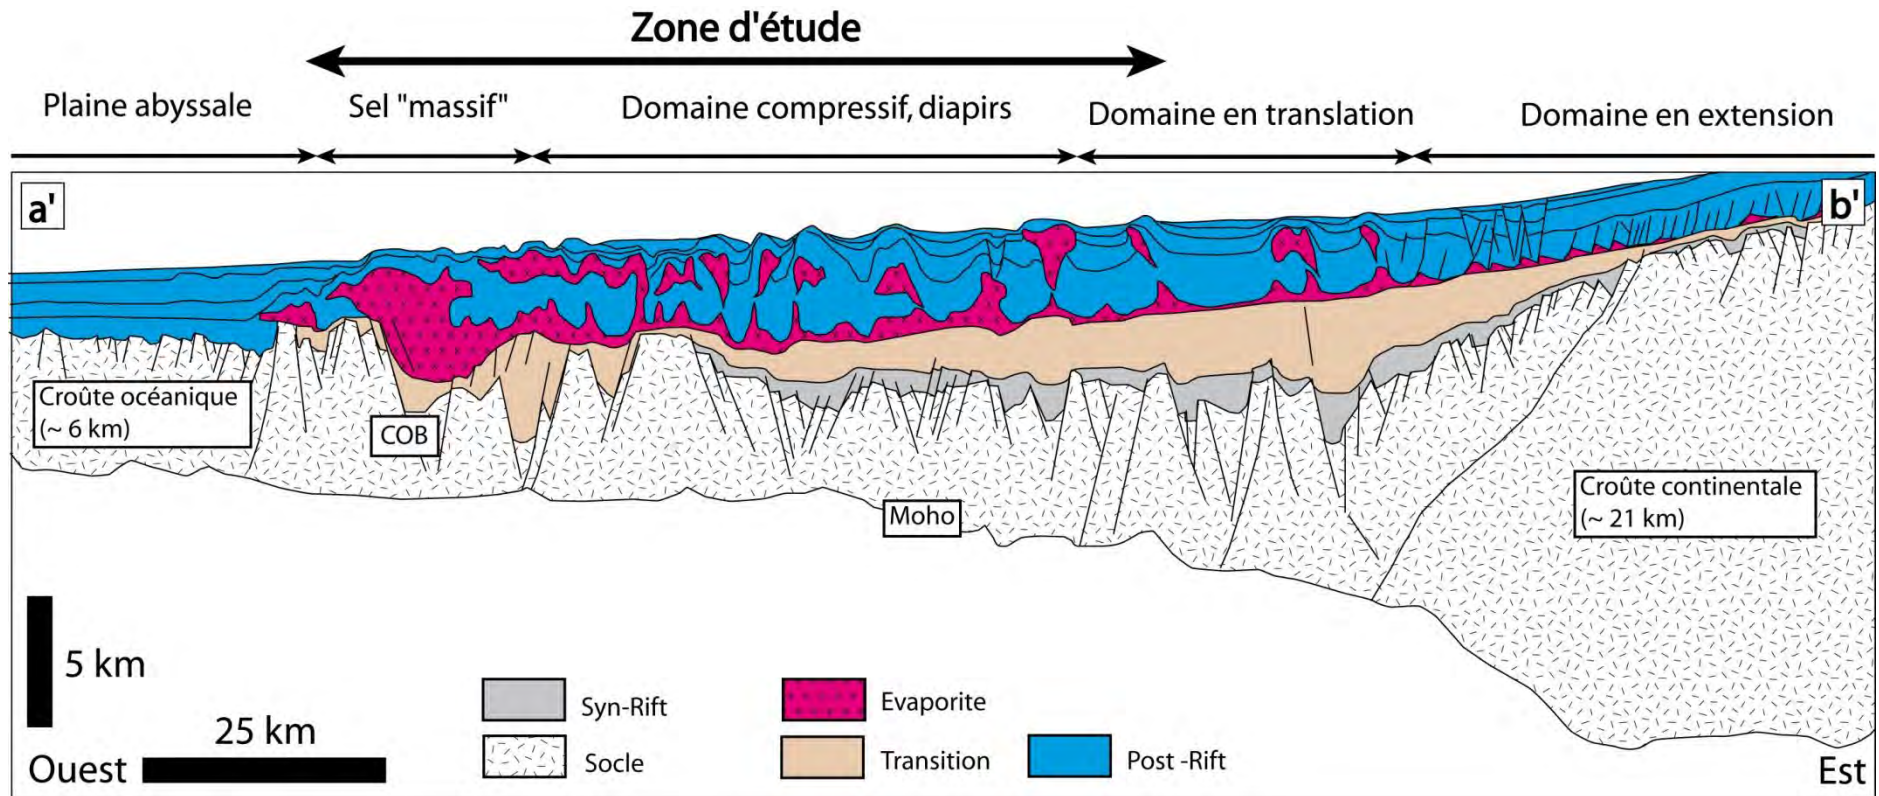 Zone d'étude
Plaine abyssale
Sel "massif"
Domaine compressif, diapirs
Domaine en translation
Domaine en extension
a'
b'
Croûte océanique
(~ 6 km)
COB
Moho
Croûte continentale
(~ 21 km)
5 km
25 km
Ouest
Syn-Rift
Socle
Evaporite
Transition
Post -Rift
Est